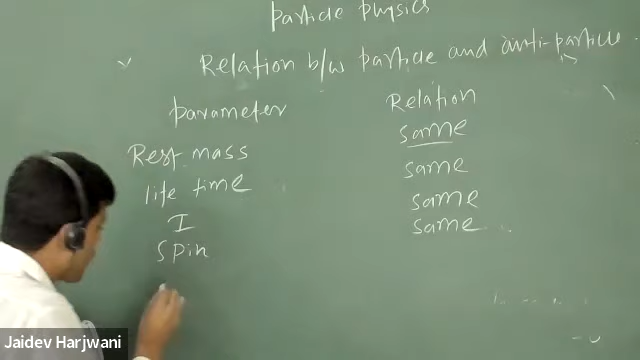 Particle physics
Relation b/w particle and anti-particle.
parameter Relation
Rest mass same
life time same
I same
Spin same
Jaidev Harjwani